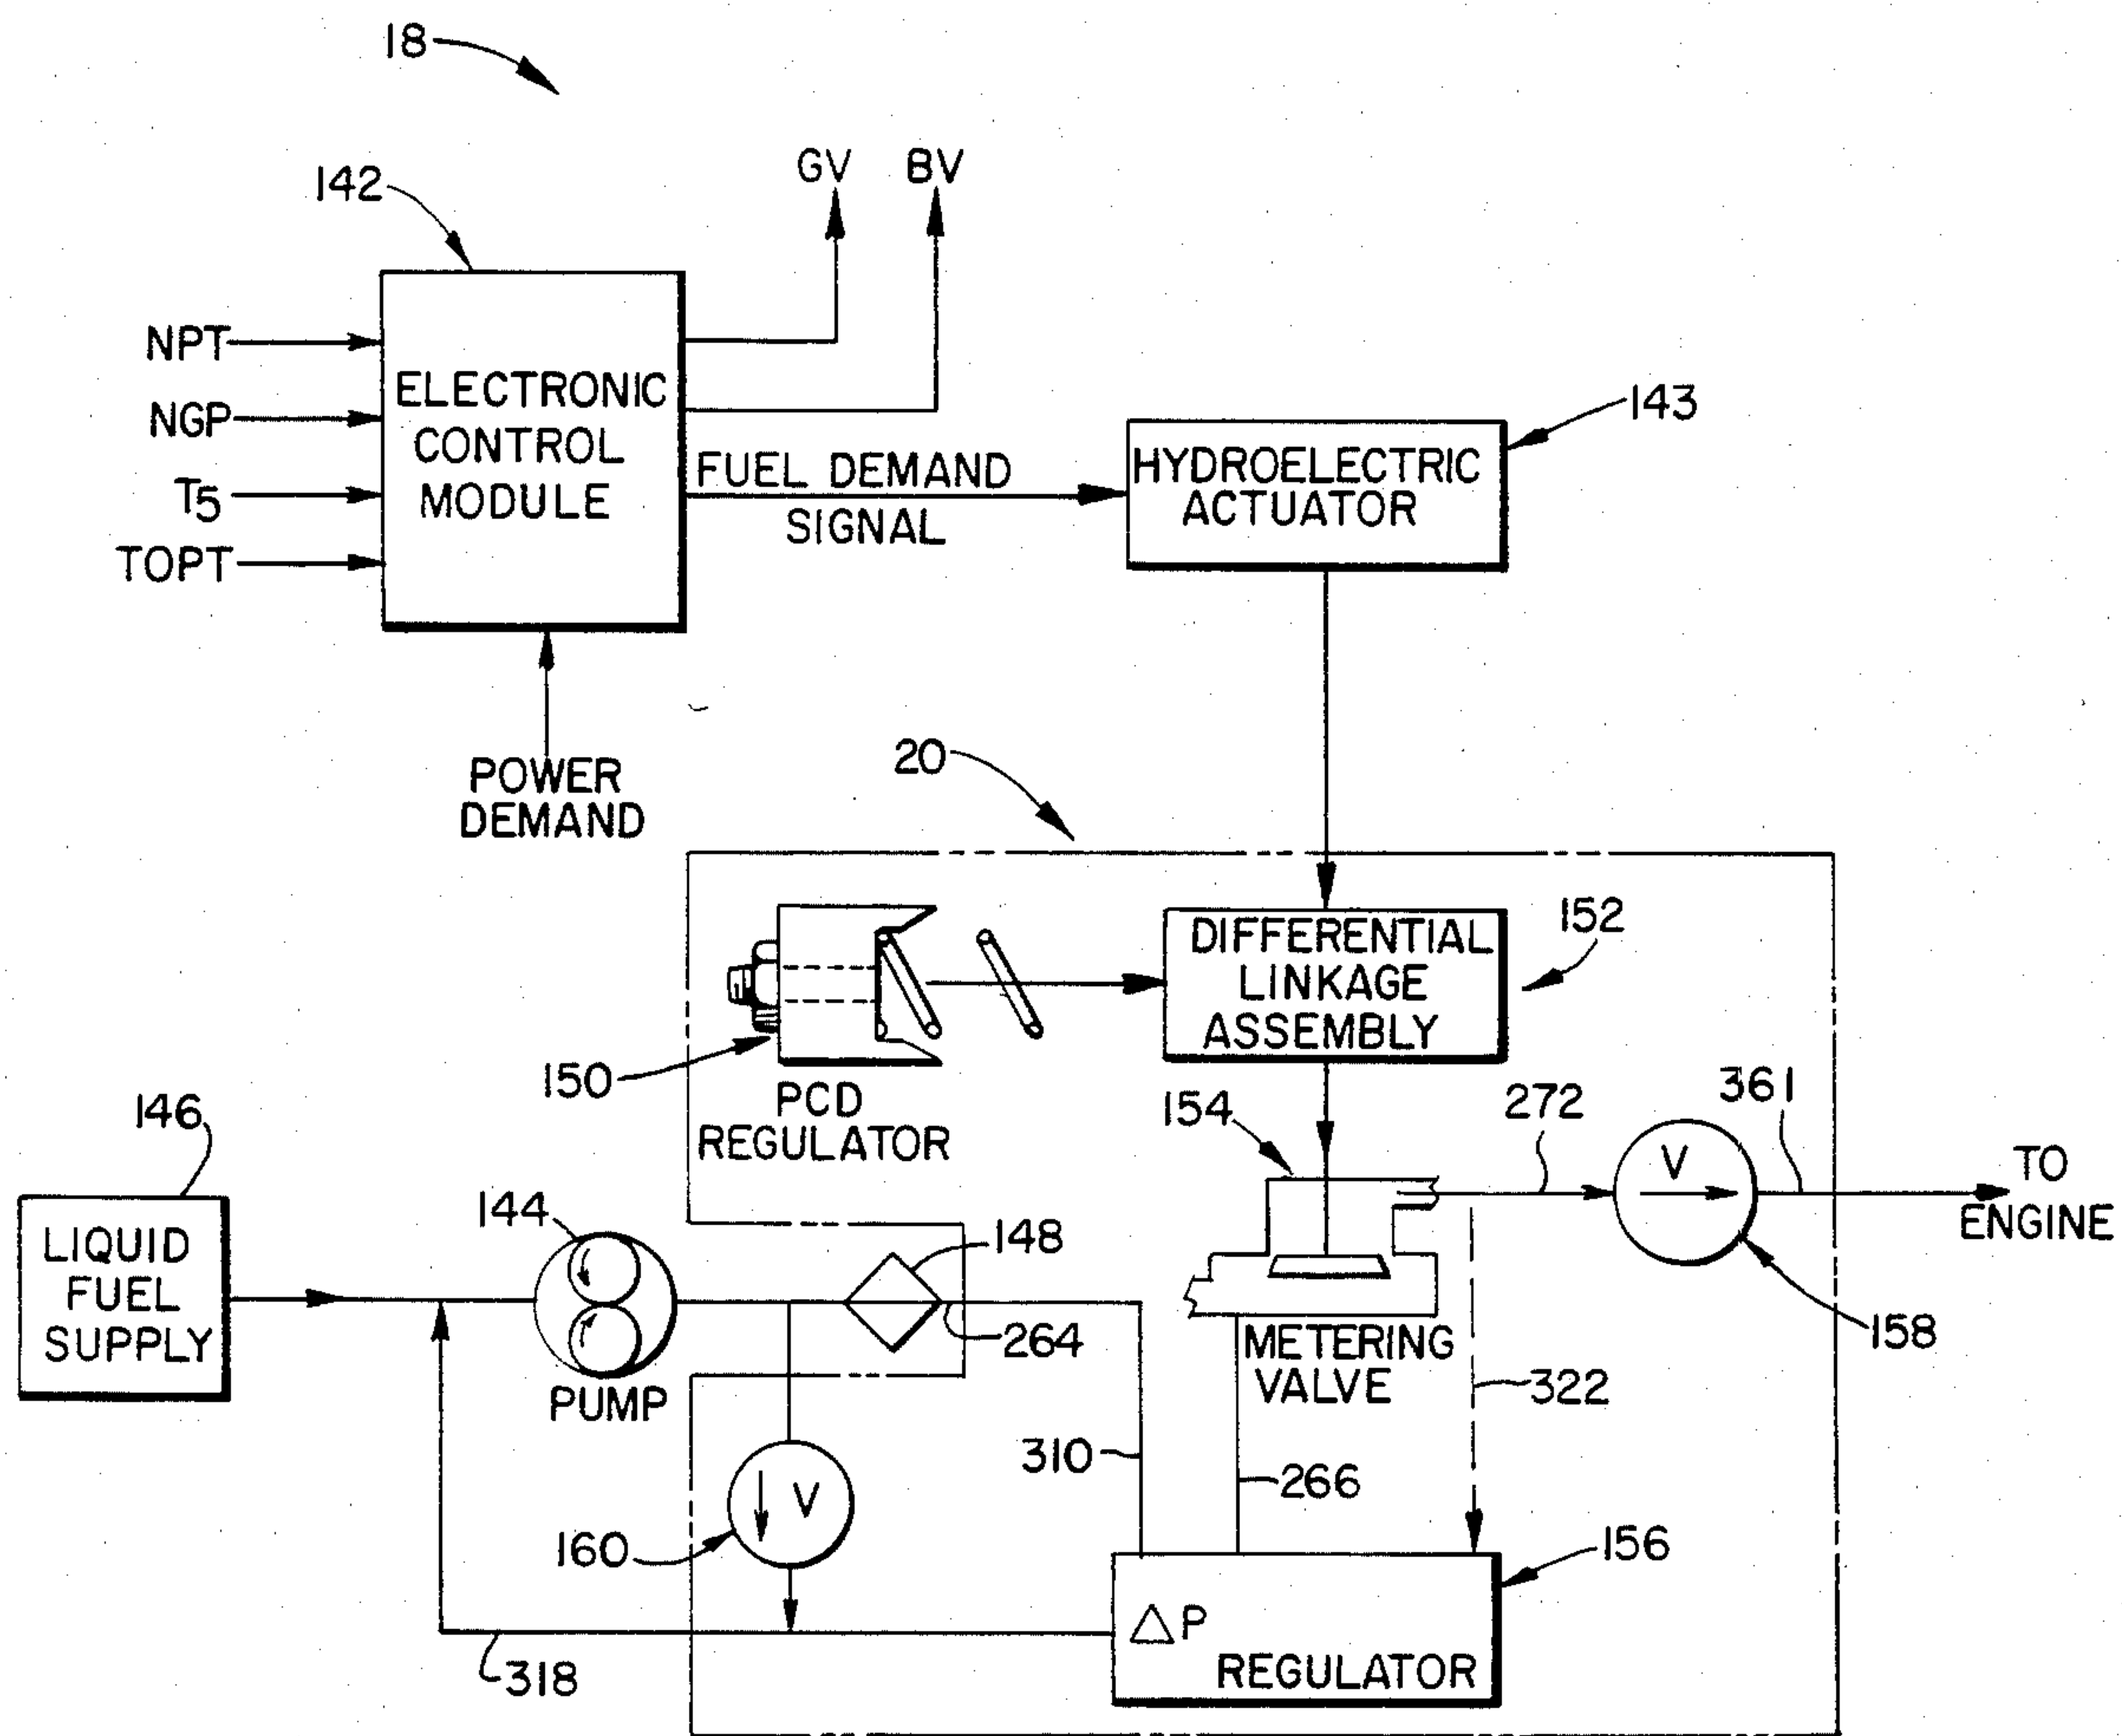 18
GV
BV
142
NPT
NGP
T5
TOPT
ELECTRONIC
CONTROL
MODULE
FUEL DEMAND
SIGNAL
HYDROELECTRIC
ACTUATOR
143
POWER
DEMAND
20
DIFFERENTIAL
LINKAGE
ASSEMBLY
152
150
PCD
REGULATOR
154
272
361
V
TO
ENGINE
146
LIQUID
FUEL
SUPPLY
144
PUMP
148
264
METERING
VALVE
158
322
310
266
V
160
156
△P
REGULATOR
318